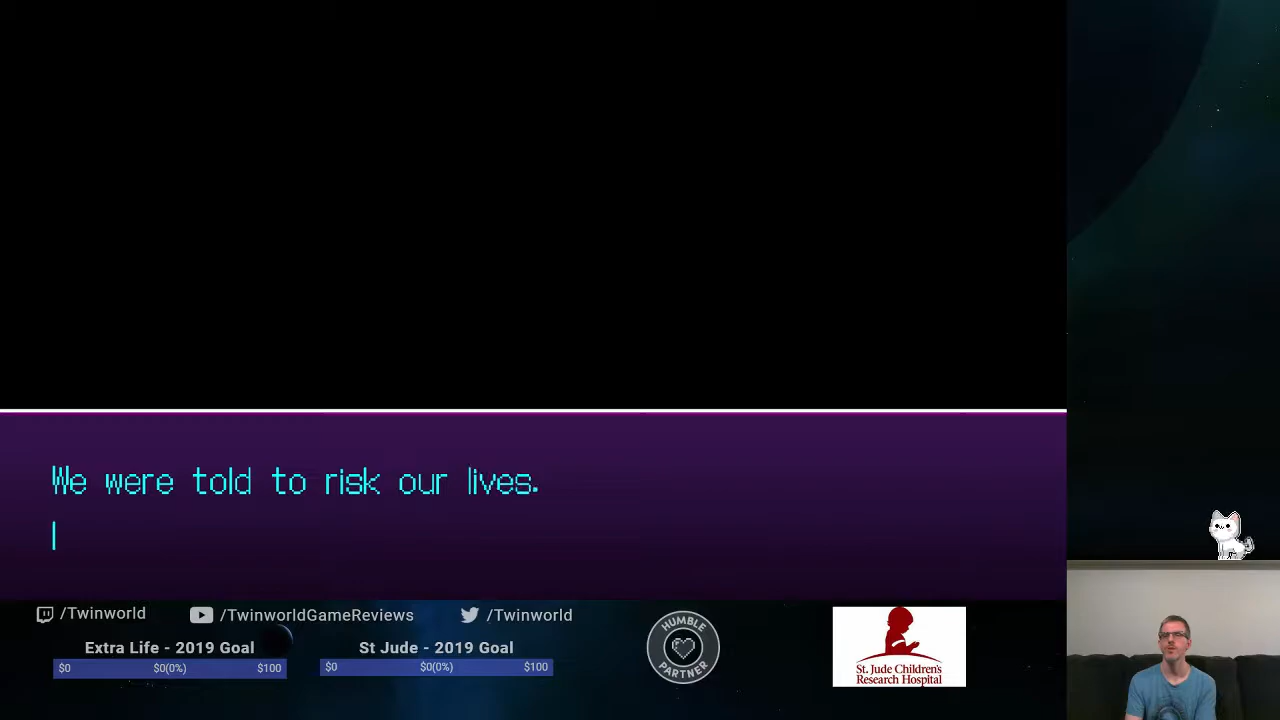 We were told to risk our lives.
/Twinworld
/TwinworldGameReviews
/Twinworld
Extra Life - 2019 Goal
$0
$0(0%)
$100
St Jude - 2019 Goal
$0
$0(0%)
$100
HUMBLE
PARTNER
St. Jude Children's
Research Hospital